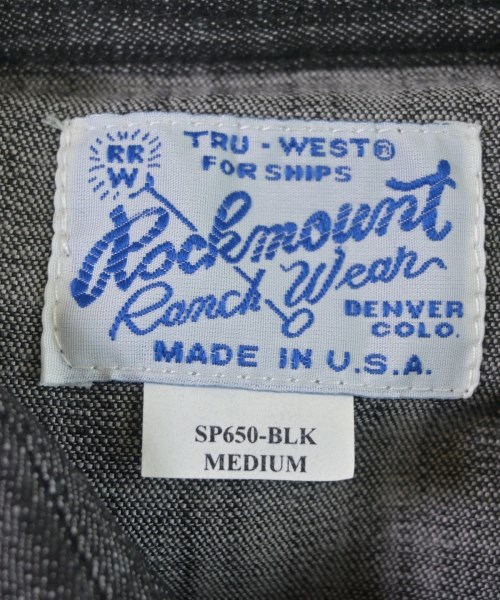 RR
W
TRU-WEST®
FOR SHIPS
Rockmount
Ranch Wear
DENVER
COLO.
MADE IN U.S.A.
SP650-BLK
MEDIUM